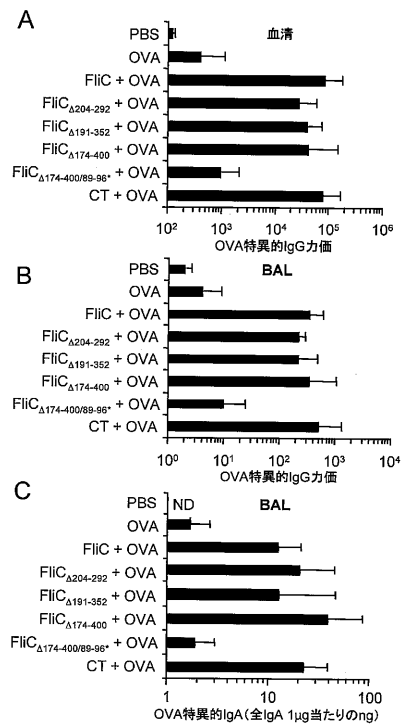 A
血清
PBS
OVA
FliC + OVA
FliCΔ204-292 + OVA
FliCΔ191-352 + OVA
FliCΔ174-400 + OVA
FliCΔ174-400/89-96* + OVA
CT + OVA
10² 10³ 10⁴ 10⁵ 10⁶
OVA特異的IgG力価
B
BAL
PBS
OVA
FliC + OVA
FliCΔ204-292 + OVA
FliCΔ191-352 + OVA
FliCΔ174-400 + OVA
FliCΔ174-400/89-96* + OVA
CT + OVA
10⁰ 10¹ 10² 10³ 10⁴
OVA特異的IgG力価
C
BAL
PBS ND
OVA
FliC + OVA
FliCΔ204-292 + OVA
FliCΔ191-352 + OVA
FliCΔ174-400 + OVA
FliCΔ174-400/89-96* + OVA
CT + OVA
1 10 100
OVA特異的IgA(全IgA 1μg当たりのng)